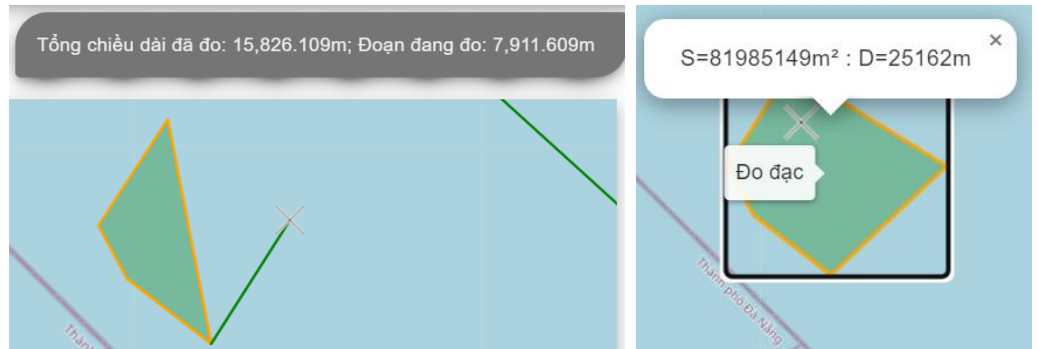 Tổng chiều dài đã đo: 15,826.109m; Đoạn đang đo: 7,911.609m
Thành
S=81985149m² : D=25162m
×
Đo đạc
Thành phố Đà Nẵng